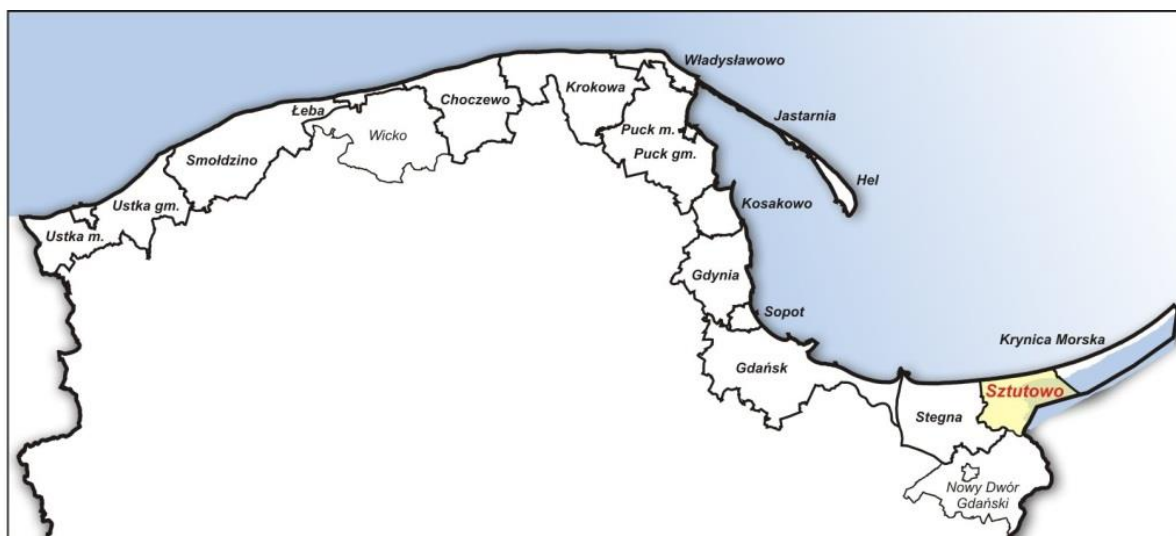 Władysławowo
Krokowa
Choczewo
Łeba
Jastarnia
Wicko
Puck m.
Puck gm.
Smołdzino
Hel
Ustka gm.
Kosakowo
Ustka m.
Gdynia
Sopot
Krynica Morska
Gdańsk
Sztutowo
Stegna
Nowy Dwór
Gdański